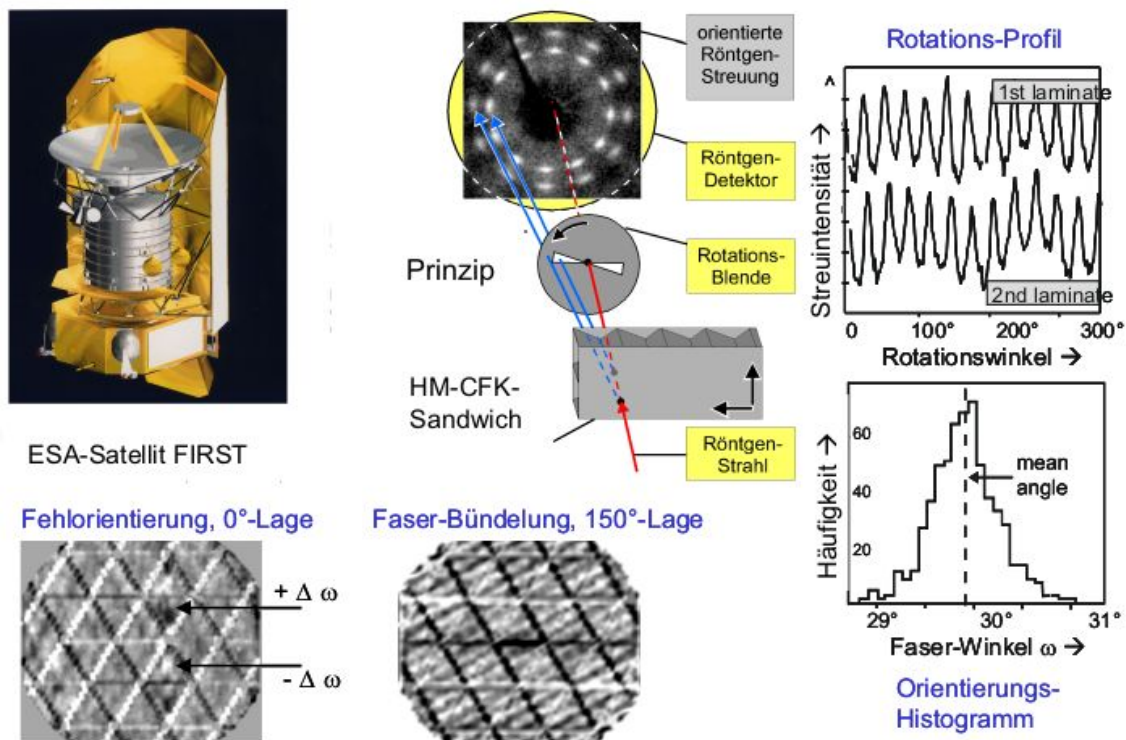 orientierte
Röntgen-
Streuung
Röntgen-
Detektor
Prinzip
Rotations-
Blende
HM-CFK-
Sandwich
Röntgen-
Strahl
ESA-Satellit FIRST
Rotations-Profil
Streuintensität →
1st laminate
2nd laminate
0 100° 200° 300°
Rotationswinkel →
Häufigkeit →
60
40
20
mean
angle
29° 30° 31°
Faser-Winkel ω →
Orientierungs-
Histogramm
Fehlorientierung, 0°-Lage
+ Δ ω
- Δ ω
Faser-Bündelung, 150°-Lage